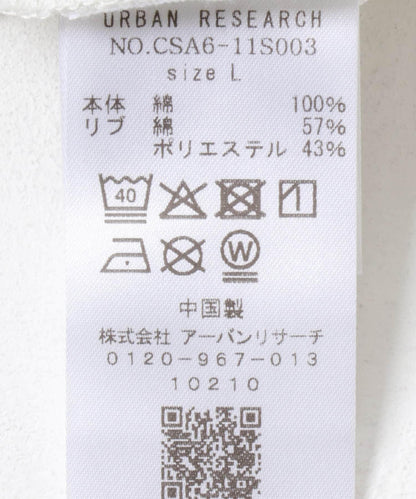 URBAN RESEARCH
NO.CSA6-11S003
size L
本体 綿 100%
リブ 綿 57%
ポリエステル 43%
40
W
中国製
株式会社 アーバンリサーチ
0120-967-013
10210